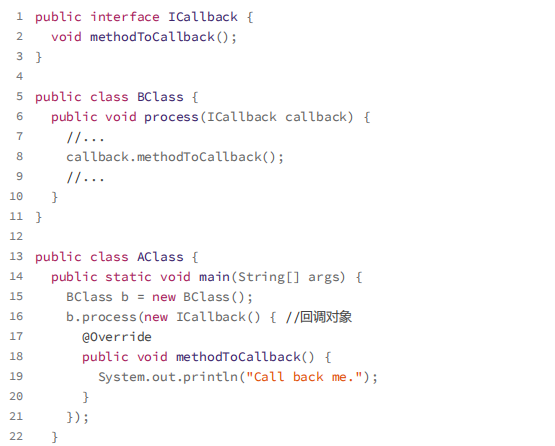 1 public interface ICallback {
2   void methodToCallback();
3 }
4
5 public class BClass {
6   public void process(ICallback callback) {
7     //...
8     callback.methodToCallback();
9     //...
10   }
11 }
12
13 public class AClass {
14   public static void main(String[] args) {
15     BClass b = new BClass();
16     b.process(new ICallback() { //回调对象
17       @Override
18       public void methodToCallback() {
19         System.out.println("Call back me.");
20       }
21     });
22   }